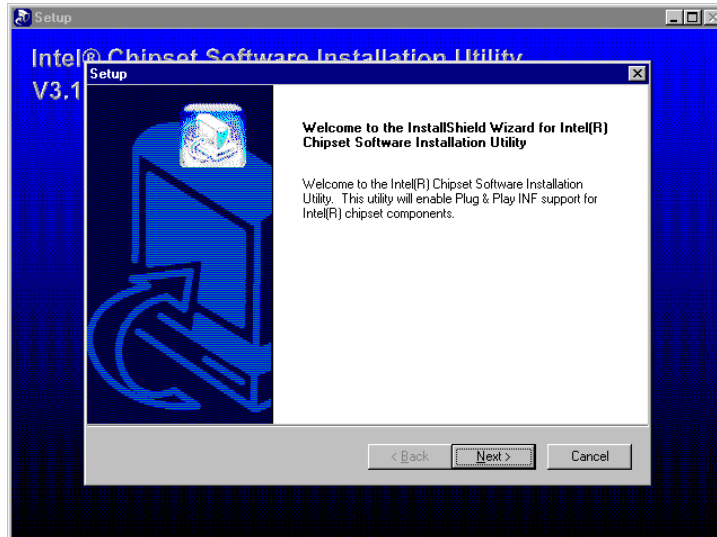 Setup
Intel® Chipset Software Installation Utility
V3.1
Setup
Welcome to the InstallShield Wizard for Intel(R)
Chipset Software Installation Utility
Welcome to the Intel(R) Chipset Software Installation
Utility. This utility will enable Plug & Play INF support for
Intel(R) chipset components.
< Back
Next >
Cancel